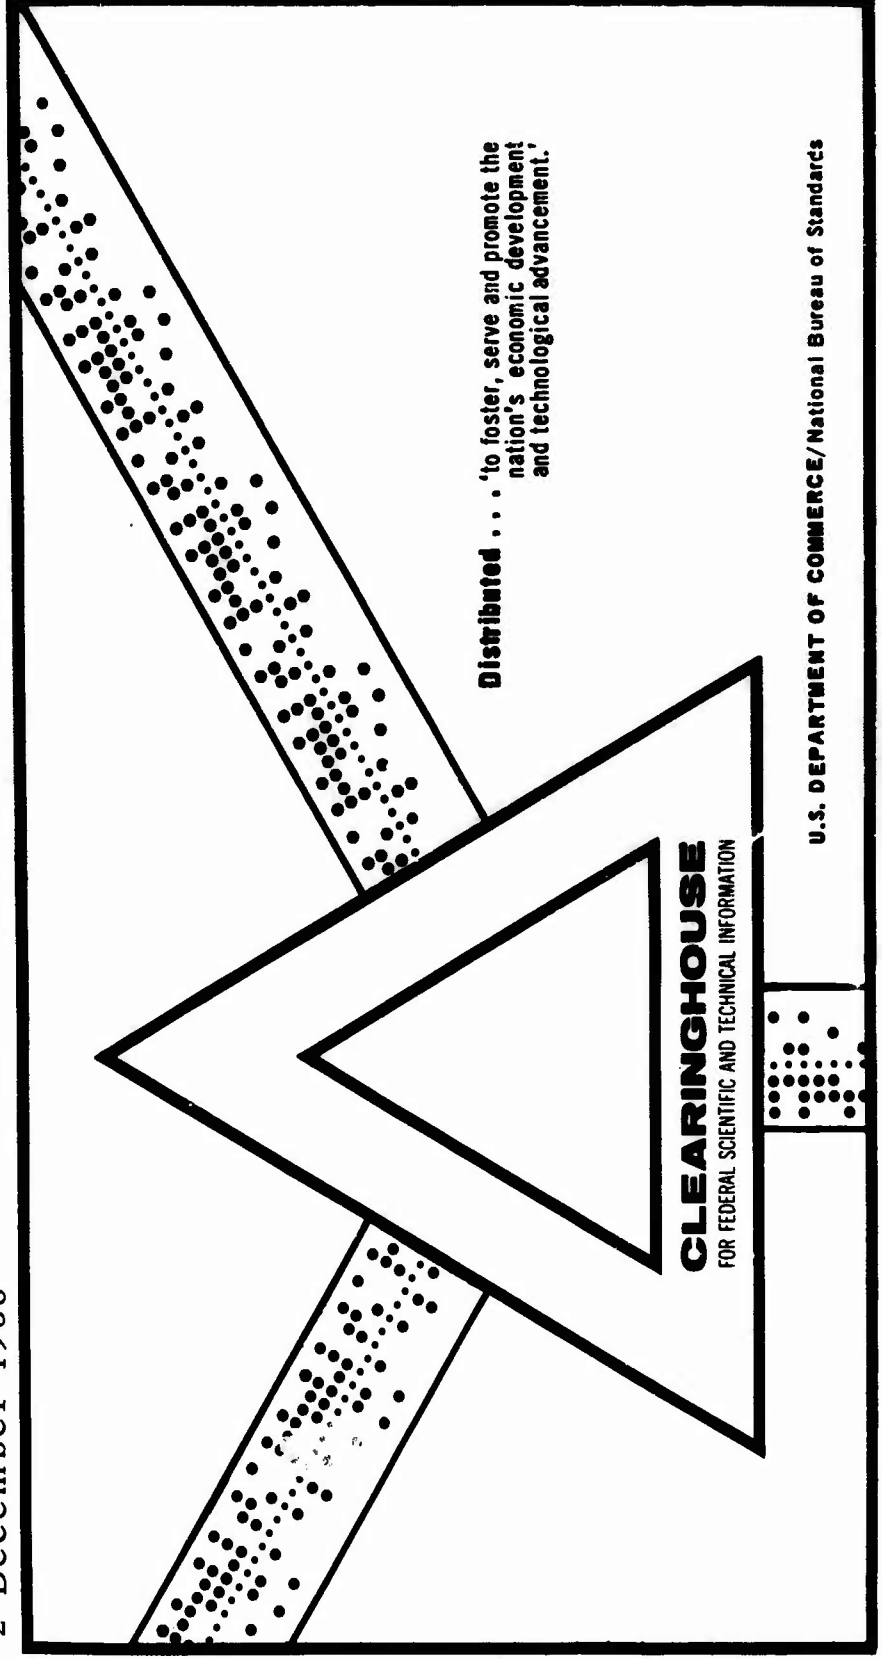 Distributed . . . 'to foster, serve and promote the
nation's economic development
and technological advancement.'
CLEARINGHOUSE
FOR FEDERAL SCIENTIFIC AND TECHNICAL INFORMATION
U.S. DEPARTMENT OF COMMERCE/National Bureau of Standards